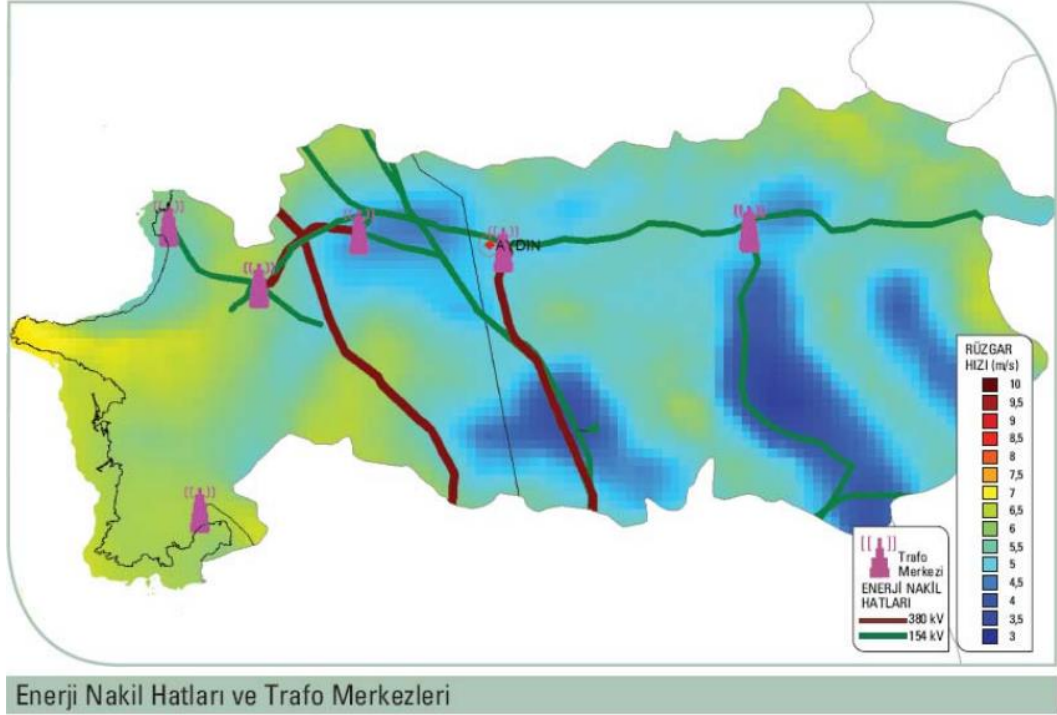 AYDIN
RÜZGAR
HIZI (m/s)
10
9,5
9
8,5
8
7,5
7
6,5
6
5,5
5
4,5
4
3,5
3
Trafo
Merkezi
ENERJİ NAKİL
HATLARI
380 kV
154 kV
Enerji Nakil Hatları ve Trafo Merkezleri